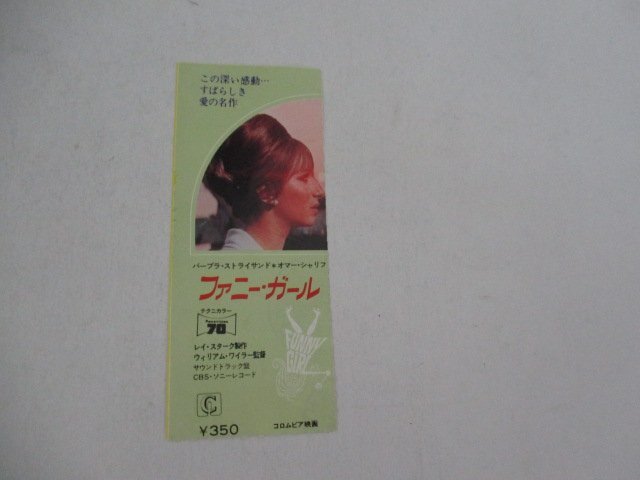 この深い感動…
すばらしき
愛の名作
バーブラ・ストライサンド★オマー・シャリフ
ファニー・ガール
テクニカラー
70
レイ・スターク製作
ウィリアム・ワイラー監督
サウンドトラック盤
CBS・ソニーレコード
FUNNY
GIRL
¥350
コロムビア映画